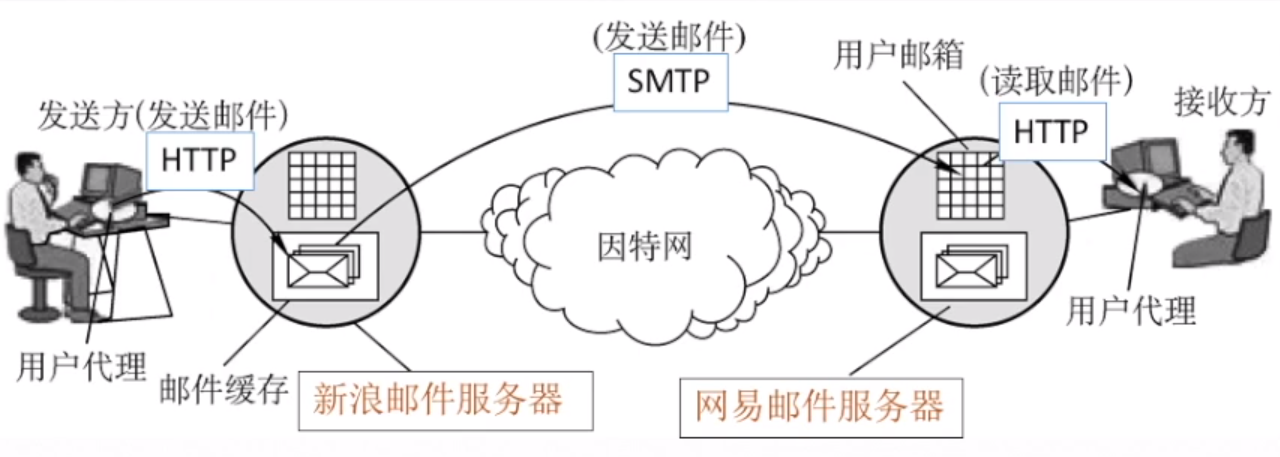 (发送邮件)
SMTP
用户邮箱
(读取邮件)
HTTP
接收方
发送方(发送邮件)
HTTP
因特网
用户代理
用户代理
邮件缓存
新浪邮件服务器
网易邮件服务器